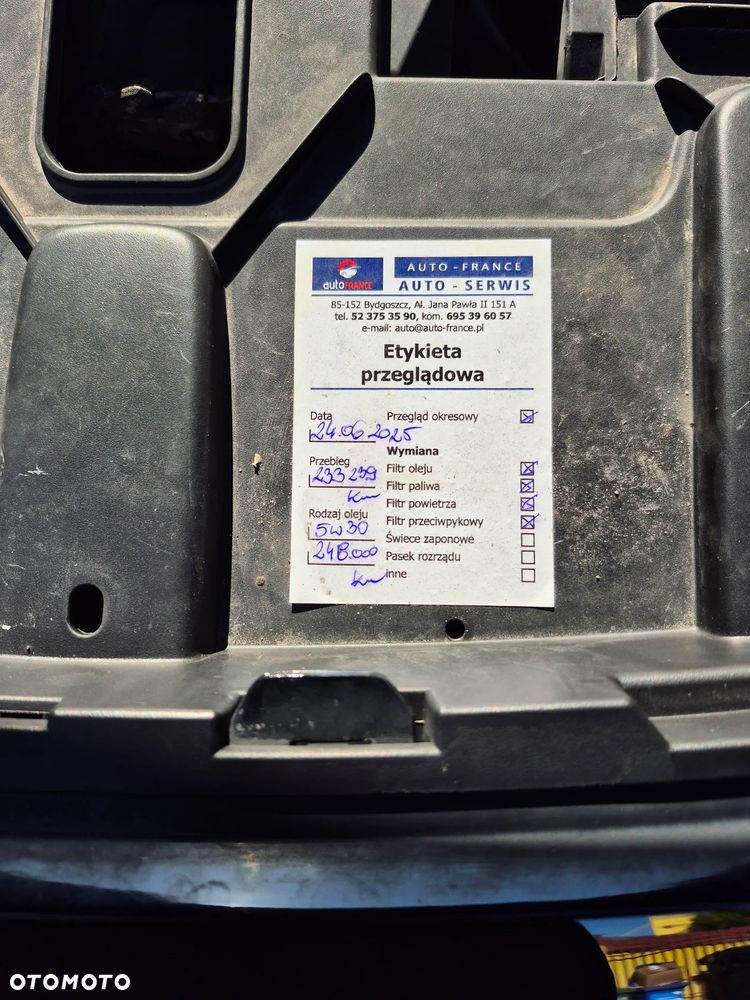 autoFRANCE
AUTO - FRANCE
AUTO - SERWIS
85-152 Bydgoszcz, Al. Jana Pawła II 151 A
tel. 52 375 35 90, kom. 695 39 60 57
e-mail: auto@auto-france.pl
Etykieta
przeglądowa
Data
24.06.2025
Przegląd okresowy
Wymiana
Przebieg
233 239
km
Filtr oleju
Filtr paliwa
Filtr powietrza
Rodzaj oleju
5w30
Filtr przeciwpyłkowy
Świece zapłonowe
248.000
km
Pasek rozrządu
inne
OTOMOTO